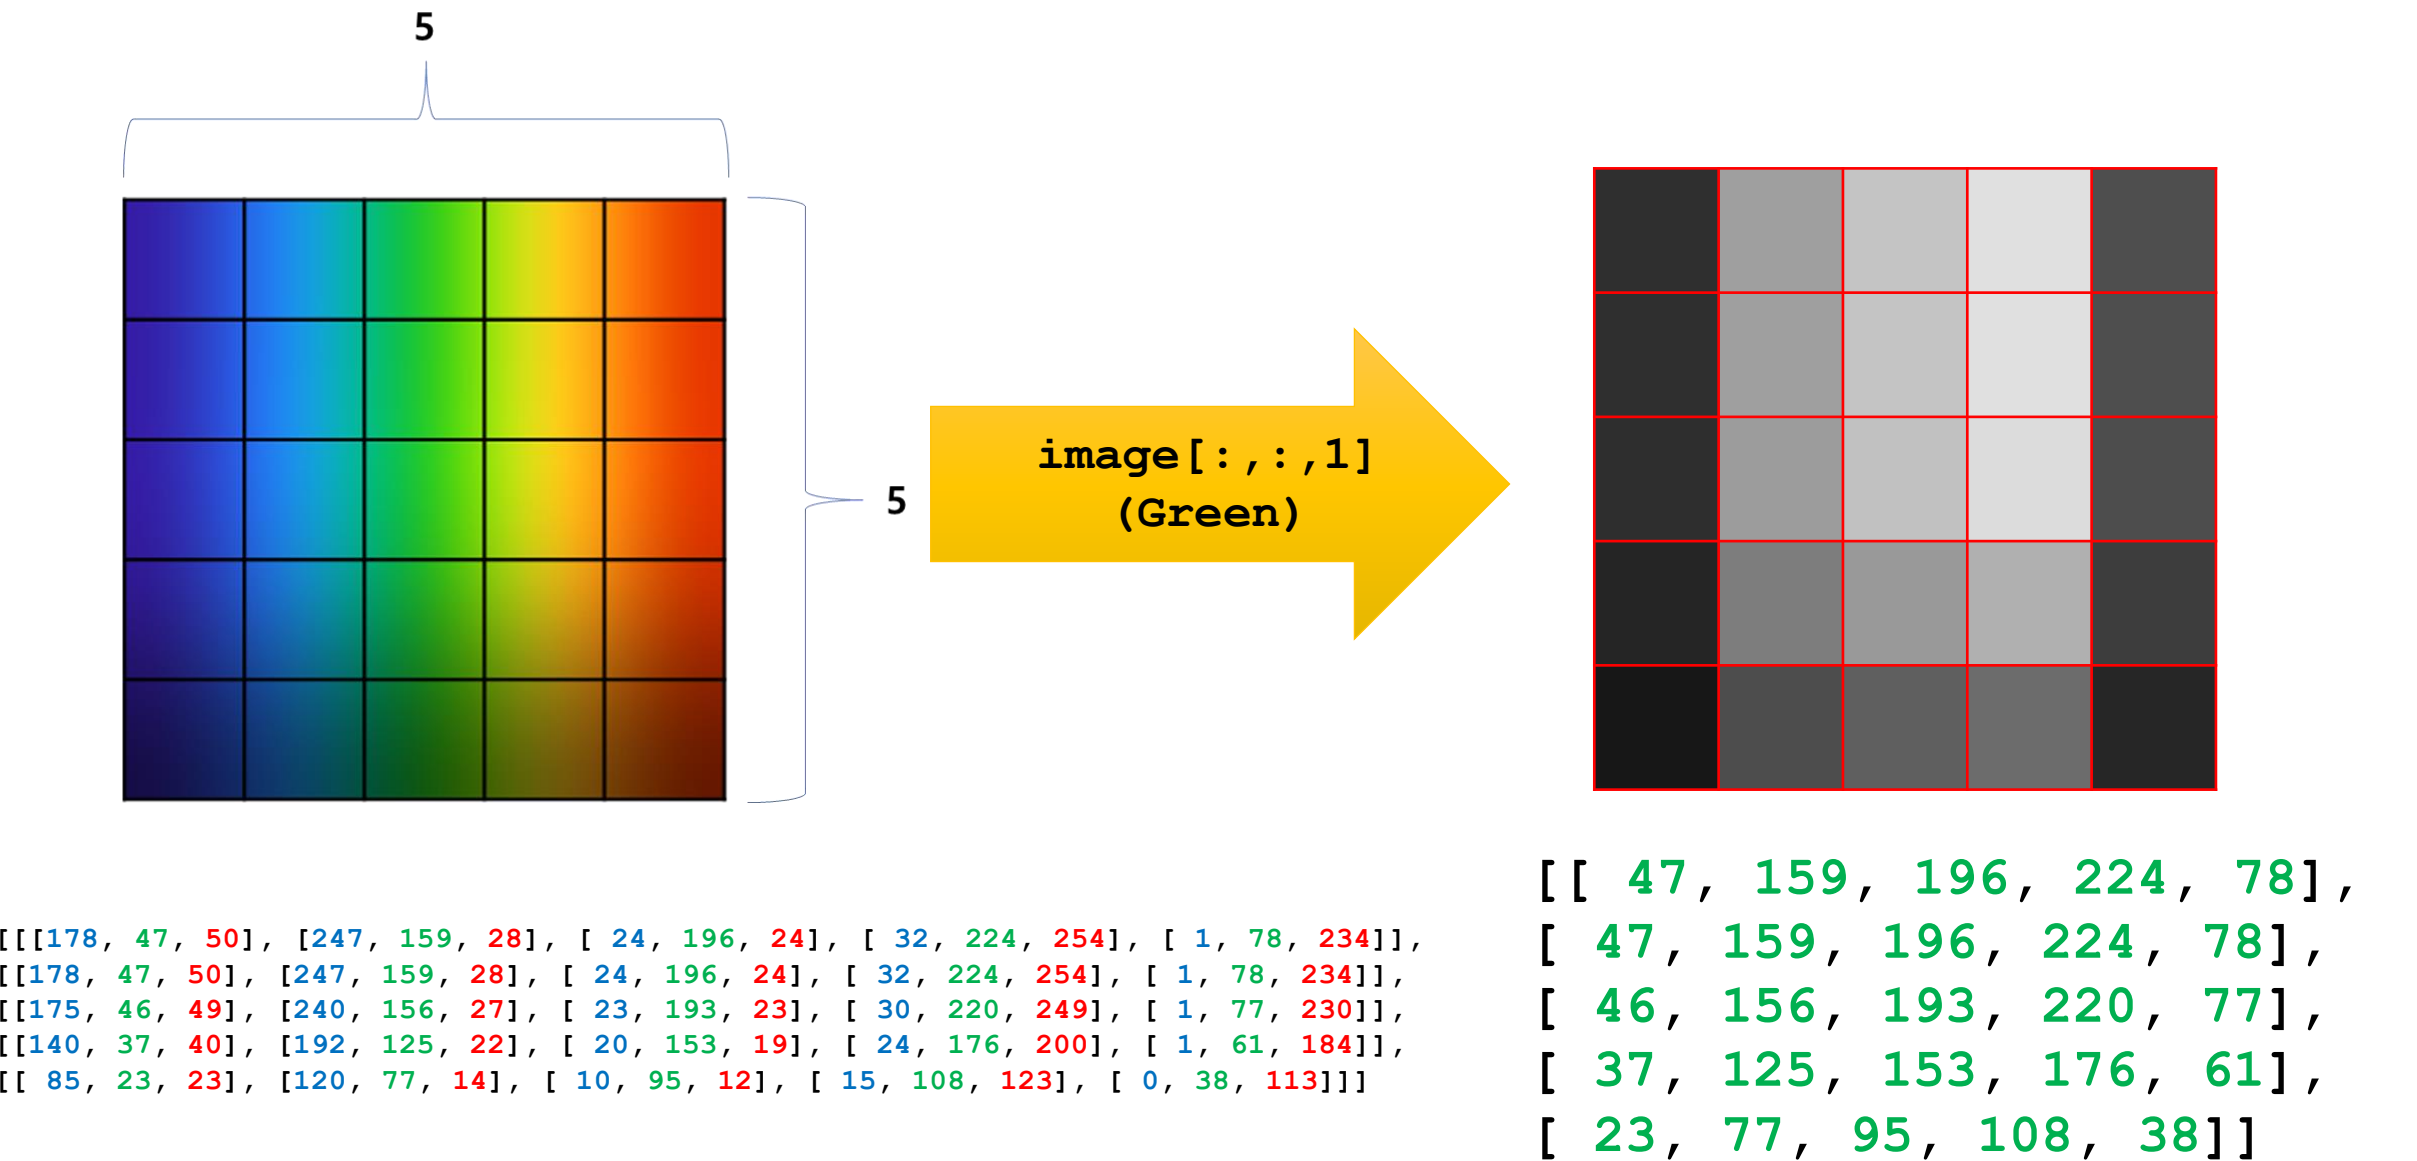 5
5
image[:,:,1]
(Green)
[[[178, 47, 50], [247, 159, 28], [ 24, 196, 24], [ 32, 224, 254], [ 1, 78, 234]],
[[178, 47, 50], [247, 159, 28], [ 24, 196, 24], [ 32, 224, 254], [ 1, 78, 234]],
[[175, 46, 49], [240, 156, 27], [ 23, 193, 23], [ 30, 220, 249], [ 1, 77, 230]],
[[140, 37, 40], [192, 125, 22], [ 20, 153, 19], [ 24, 176, 200], [ 1, 61, 184]],
[[ 85, 23, 23], [120, 77, 14], [ 10, 95, 12], [ 15, 108, 123], [ 0, 38, 113]]]
[[ 47, 159, 196, 224, 78],
[ 47, 159, 196, 224, 78],
[ 46, 156, 193, 220, 77],
[ 37, 125, 153, 176, 61],
[ 23, 77, 95, 108, 38]]